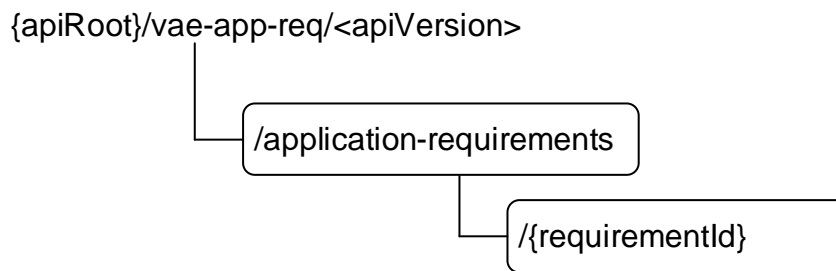 {apiRoot}/vae-app-req/<apiVersion>
/application-requirements
/{requirementId}